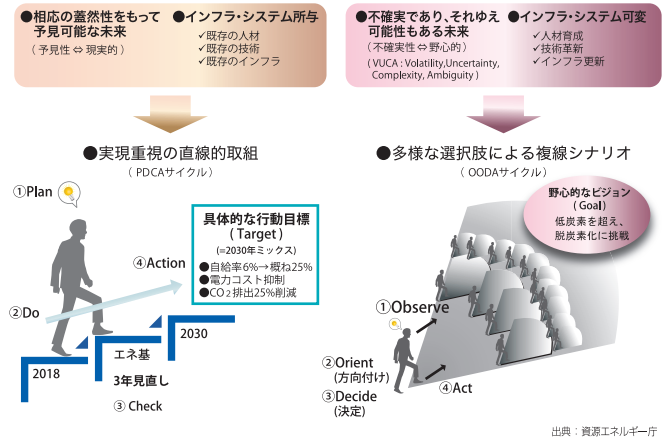 ●相応の蓋然性をもって
予見可能な未来
（予見性⇔現実的）
●インフラ・システム所与
✓既存の人材
✓既存の技術
✓既存のインフラ
●不確実であり、それゆえ
可能性もある未来
（不確実性⇔野心的）
( VUCA : Volatility,Uncertainty,
Complexity, Ambiguity )
●インフラ・システム可変
✓人材育成
✓技術革新
✓インフラ更新
●実現重視の直線的取組
（PDCAサイクル）
①Plan
②Do
④Action
具体的な行動目標
( Target )
(=2030年ミックス)
●自給率6%→概ね25%
●電力コスト抑制
●CO2排出25%削減
2018
エネ基
2030
3年見直し
③ Check
●多様な選択肢による複線シナリオ
（OODAサイクル）
野心的なビジョン
( Goal )
低炭素を超え、
脱炭素化に挑戦
①Observe
②Orient
(方向付け)
③Decide
(決定)
④Act
出典：資源エネルギー庁